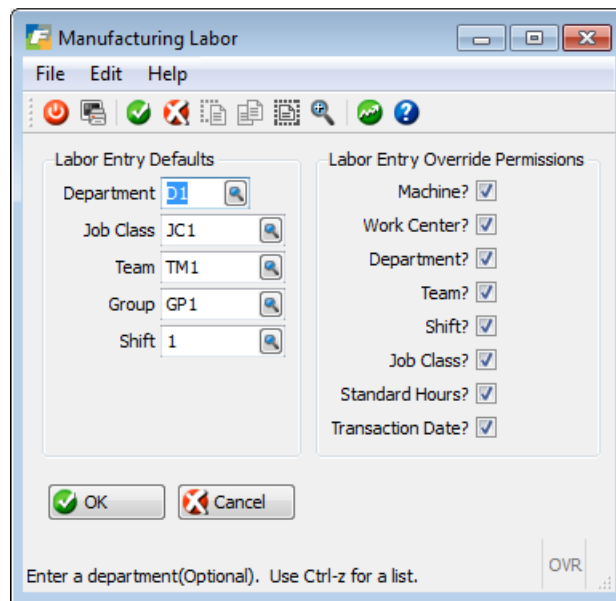 Manufacturing Labor
File Edit Help
Labor Entry Defaults
Department D1
Job Class JC1
Team TM1
Group GP1
Shift 1
Labor Entry Override Permissions
Machine?
Work Center?
Department?
Team?
Shift?
Job Class?
Standard Hours?
Transaction Date?
OK Cancel
Enter a department(Optional). Use Ctrl-z for a list.
OVR